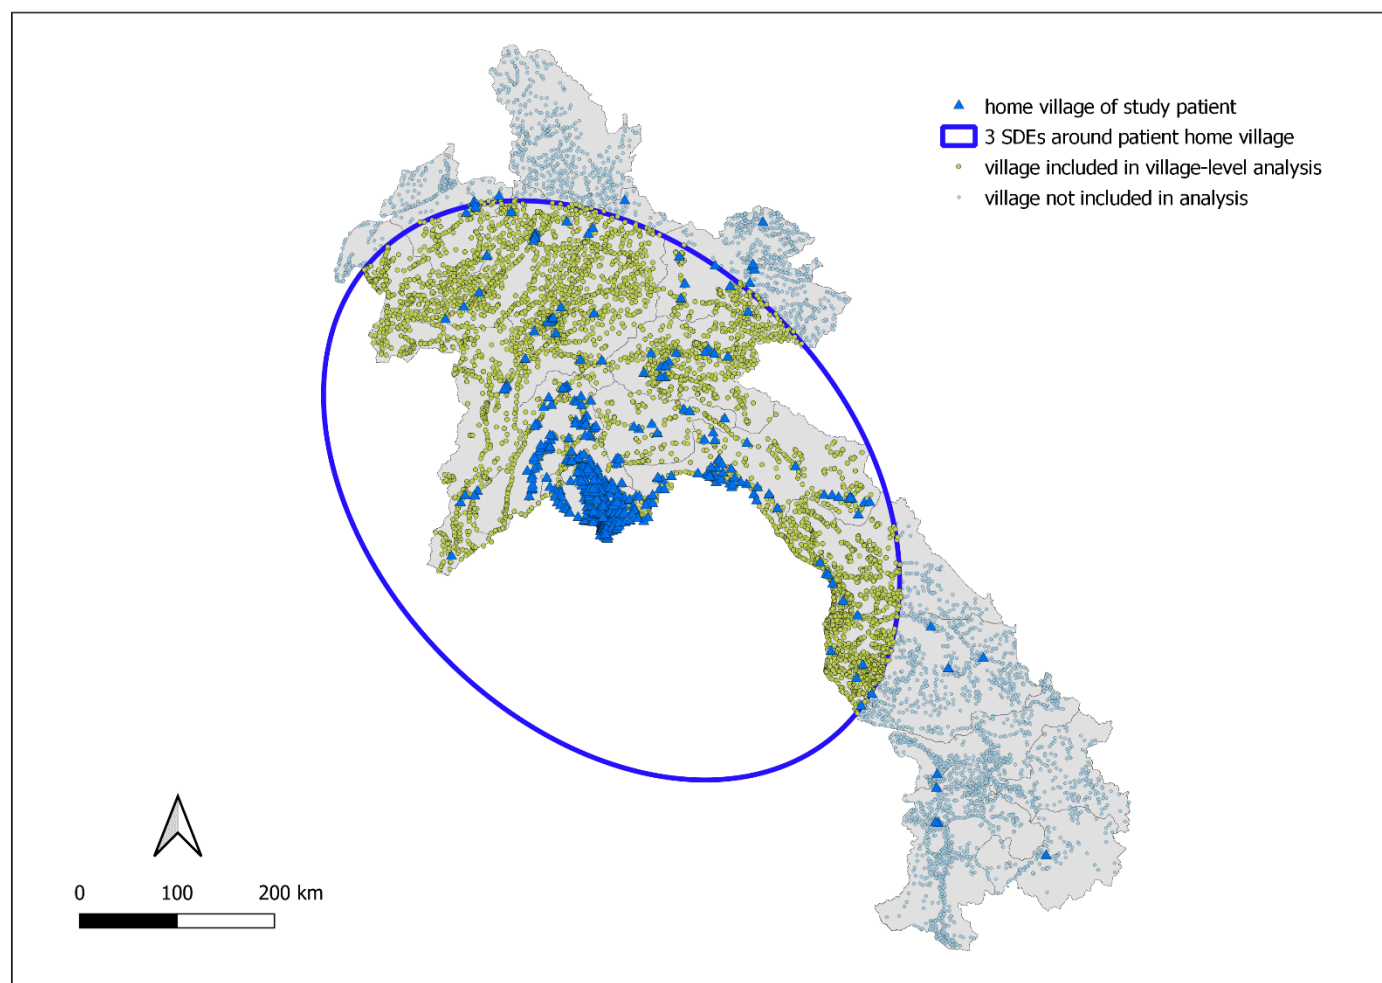 home village of study patient
3 SDEs around patient home village
village included in village-level analysis
village not included in analysis
0 100 200 km